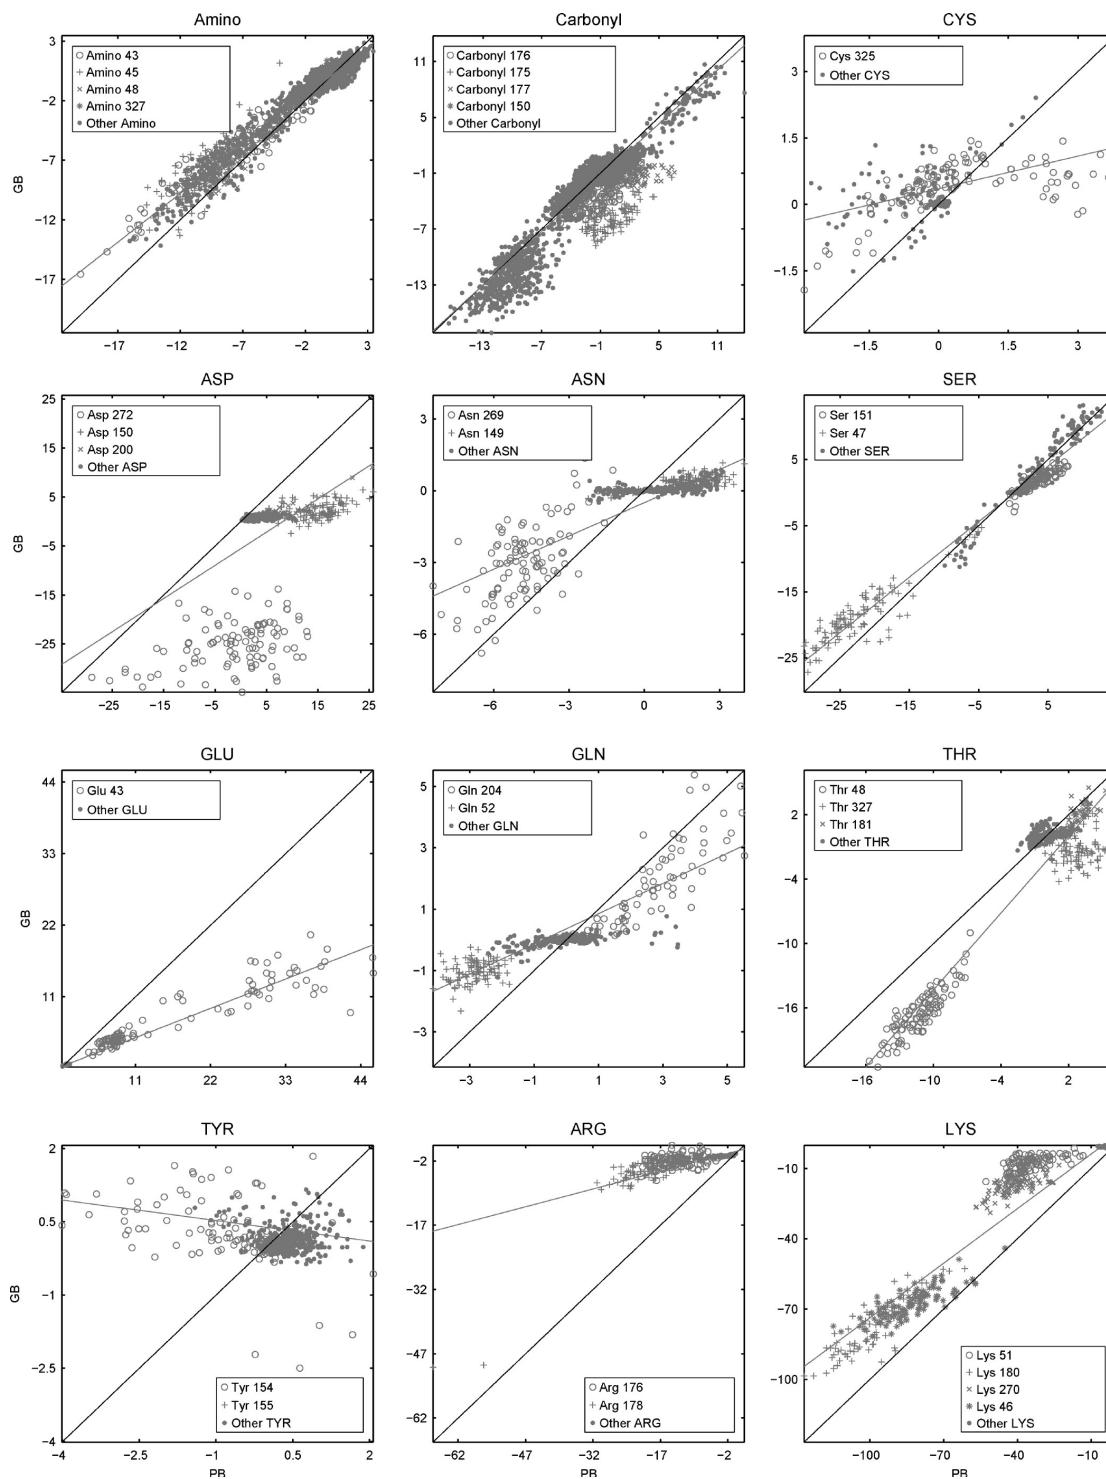 Amino
Carbonyl
CYS
Amino 43
Amino 45
Amino 48
Amino 327
Other Amino
3
−2
−7
−12
−17
GB
−17 −12 −7 −2 3
Carbonyl 176
Carbonyl 175
Carbonyl 177
Carbonyl 150
Other Carbonyl
11
5
−1
−7
−13
−13 −7 −1 5 11
Cys 325
Other CYS
3
1.5
0
−1.5
−1.5 0 1.5 3
ASP
ASN
SER
Asp 272
Asp 150
Asp 200
Other ASP
25
15
5
−5
−15
−25
GB
−25 −15 −5 5 15 25
Asn 269
Asn 149
Other ASN
3
0
−3
−6
−6 −3 0 3
Ser 151
Ser 47
Other SER
5
−5
−15
−25
−25 −15 −5 5
GLU
GLN
THR
Glu 43
Other GLU
44
33
22
11
GB
11 22 33 44
Gln 204
Gln 52
Other GLN
5
3
1
−1
−3
−3 −1 1 3 5
Thr 48
Thr 327
Thr 181
Other THR
2
−4
−10
−16
−16 −10 −4 2
TYR
ARG
LYS
2
0.5
−1
−2.5
−4
GB
Tyr 154
Tyr 155
Other TYR
−4 −2.5 −1 0.5 2
PB
−2
−17
−32
−47
−62
Arg 176
Arg 178
Other ARG
−62 −47 −32 −17 −2
PB
−10
−40
−70
−100
Lys 51
Lys 180
Lys 270
Lys 46
Other LYS
−100 −70 −40 −10
PB